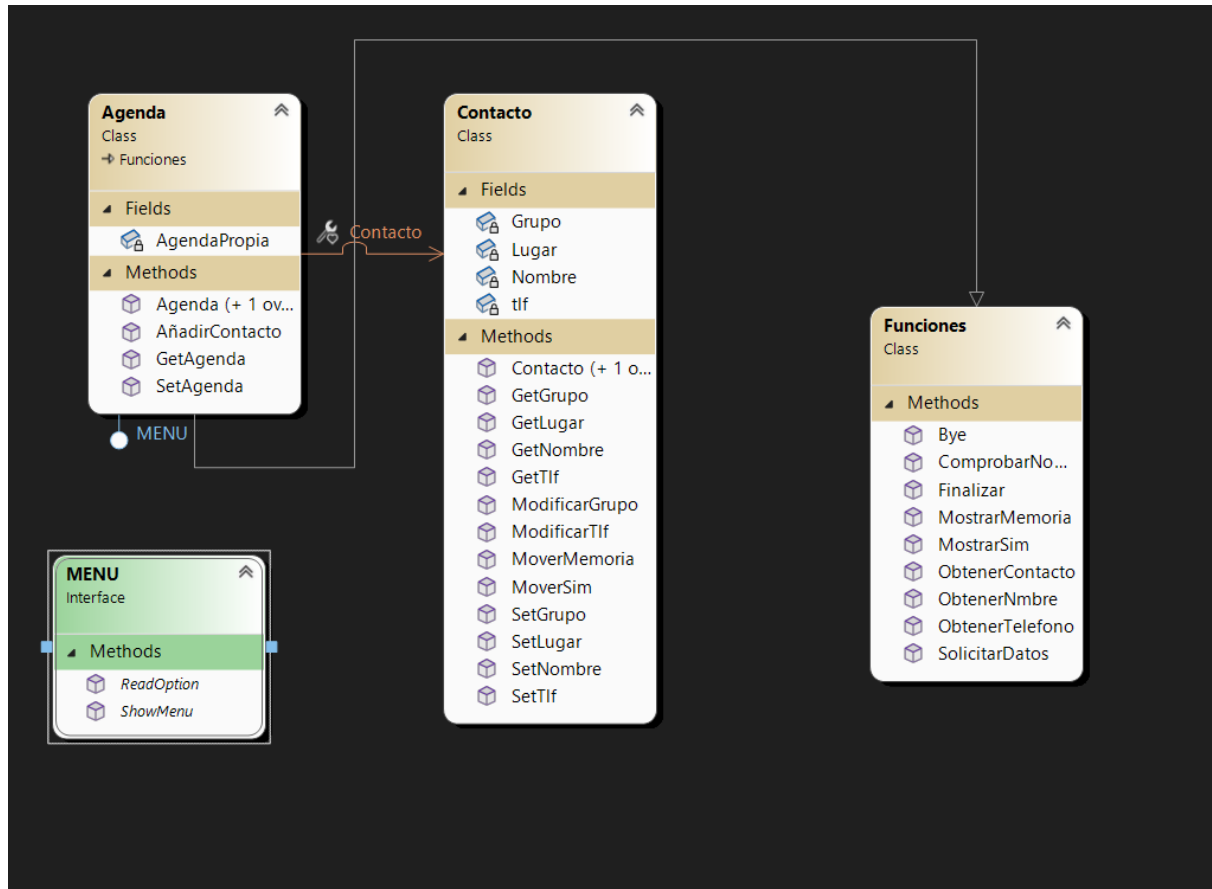 Agenda
Class
Funciones
Fields
AgendaPropia
Methods
Agenda (+ 1 ov...
AñadirContacto
GetAgenda
SetAgenda
MENU
Contacto
Contacto
Class
Fields
Grupo
Lugar
Nombre
tlf
Methods
Contacto (+ 1 o...
GetGrupo
GetLugar
GetNombre
GetTlf
ModificarGrupo
ModificarTlf
MoverMemoria
MoverSim
SetGrupo
SetLugar
SetNombre
SetTlf
Funciones
Class
Methods
Bye
ComprobarNo...
Finalizar
MostrarMemoria
MostrarSim
ObtenerContacto
ObtenerNmbre
ObtenerTelefono
SolicitarDatos
MENU
Interface
Methods
ReadOption
ShowMenu